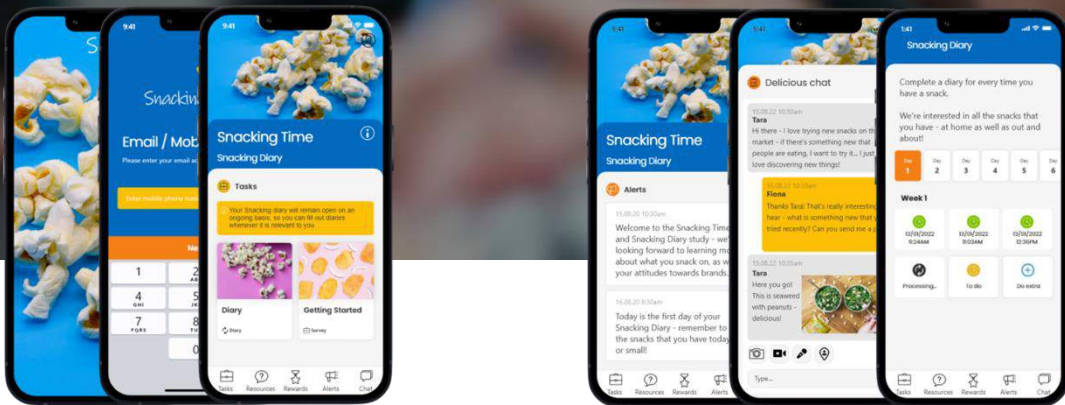 9:41
Snackin
Email / Mob
Please enter your email ad
Enter mobile phone num
Ne
1
2
4
GHI
5
7
PQRS
8
0
9:41
Snacking Time
Snacking Diary
Tasks
Your Snacking diary will remain open on an
ongoing basis, so you can fill out diaries
whenever it is relevant to you
Diary
Getting Started
Diary
Survey
Tasks
Resources
Rewards
Alerts
Chat
9:41
Snacking Time
Snacking Diary
Alerts
15.08.22 10:30am
Welcome to the Snacking Time
and Snacking Diary study - we'
looking forward to learning mo
about what you snack on, as w
your attitudes towards brands.
16.08.20 8:30am
Today is the first day of your
Snacking Diary - remember to
the snacks that you have today
or small!
Tasks
Resources
Rewards
Alerts
9:41
Delicious chat
15.08.22 10:30am
Tara
Hi there - I love trying new snacks on th
market - if there's something new that
people are eating, I want to try it... I just
love discovering new things!
15.08.22 10:30am
Fiona
Thanks Tara! That's really interesting
hear - what is something new that y
tried recently? Can you send me a p
15.08.22 10:35am
Tara
Here you go!
This is seaweed
with peanuts -
delicious!
Type...
1:41
Snacking Diary
Complete a diary for every time you
have a snack.
We're interested in all the snacks that
you have - at home as well as out and
about!
Day
1
Day
2
Day
3
Day
4
Day
5
Day
6
Week 1
13/01/2022
9:24AM
13/01/2022
11:03AM
13/01/2022
12:36PM
Processing...
To do
Do extra
Tasks
Resources
Rewards
Alerts
Chat